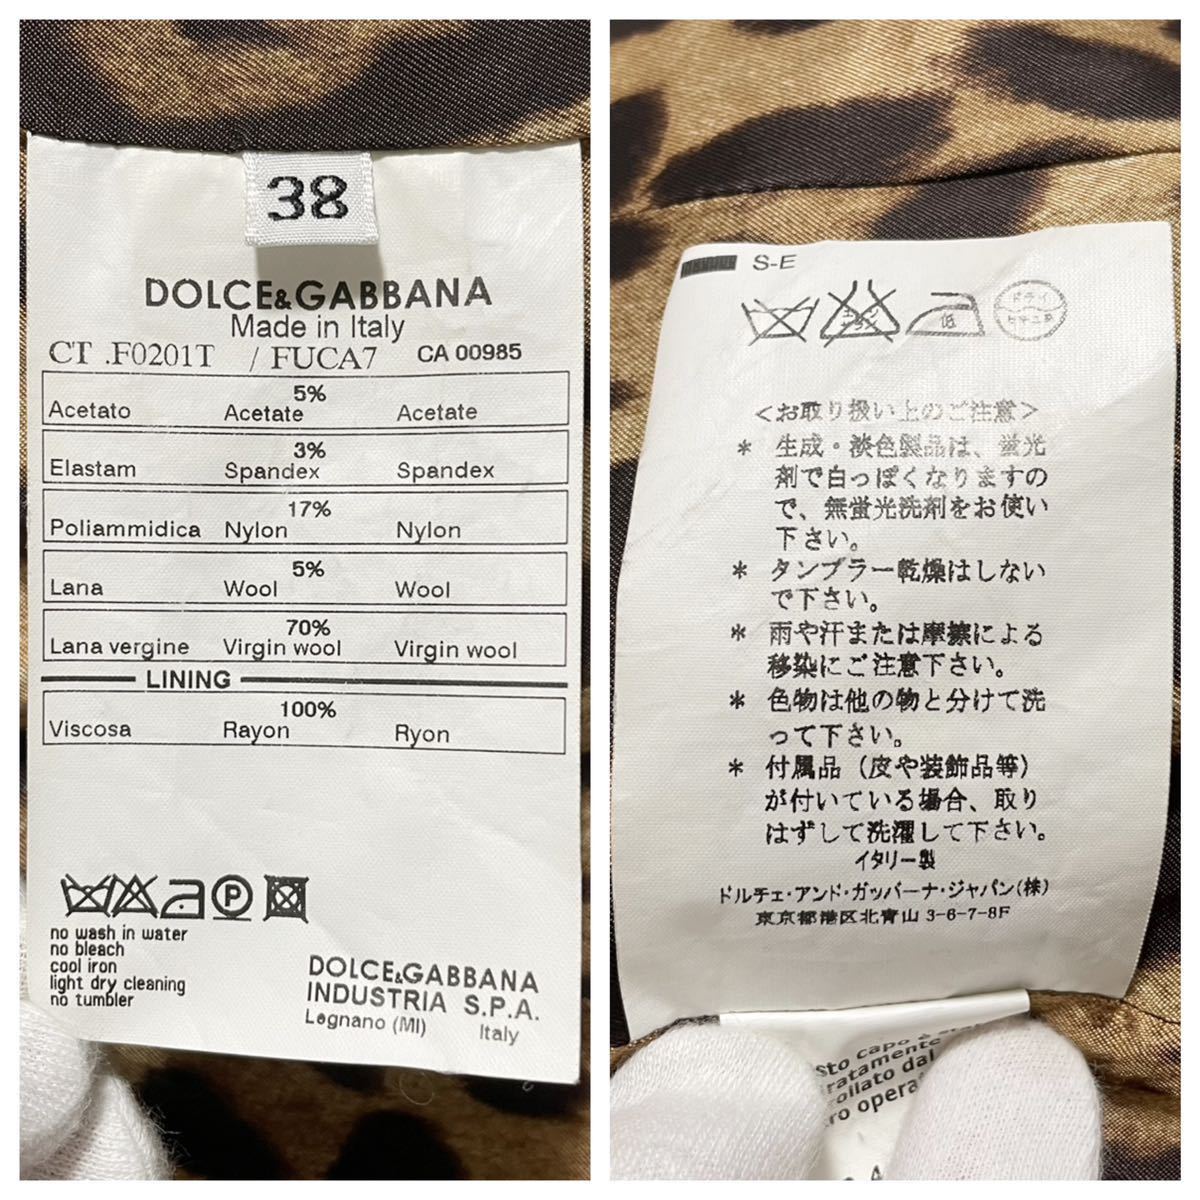 38
DOLCE&GABBANA
Made in Italy
CT .F0201T / FUCA7 CA 00985
5%
Acetato Acetate Acetate
3%
Elastam Spandex Spandex
17%
Poliammidica Nylon Nylon
5%
Lana Wool Wool
70%
Lana vergine Virgin wool Virgin wool
LINING
100%
Viscosa Rayon Ryon
P
no wash in water
no bleach
cool iron
light dry cleaning
no tumbler
DOLCE&GABBANA
INDUSTRIA S.P.A.
Legnano (MI) Italy
S-E
低
ドライ
<お取り扱い上のご注意>
* 生成・淡色製品は、蛍光
剤で白っぽくなりますの
で、無蛍光洗剤をお使い
下さい。
* タンブラー乾燥はしない
で下さい。
* 雨や汗または摩擦による
移染にご注意下さい。
* 色物は他の物と分けて洗
って下さい。
* 付属品（皮や装飾品等）
が付いている場合、取り
はずして洗濯して下さい。
イタリー製
ドルチェ・アンド・ガッバーナ・ジャパン(株)
東京都港区北青山 3-6-7-8F
sto capo è
ratamente
ollato dal
ro opera